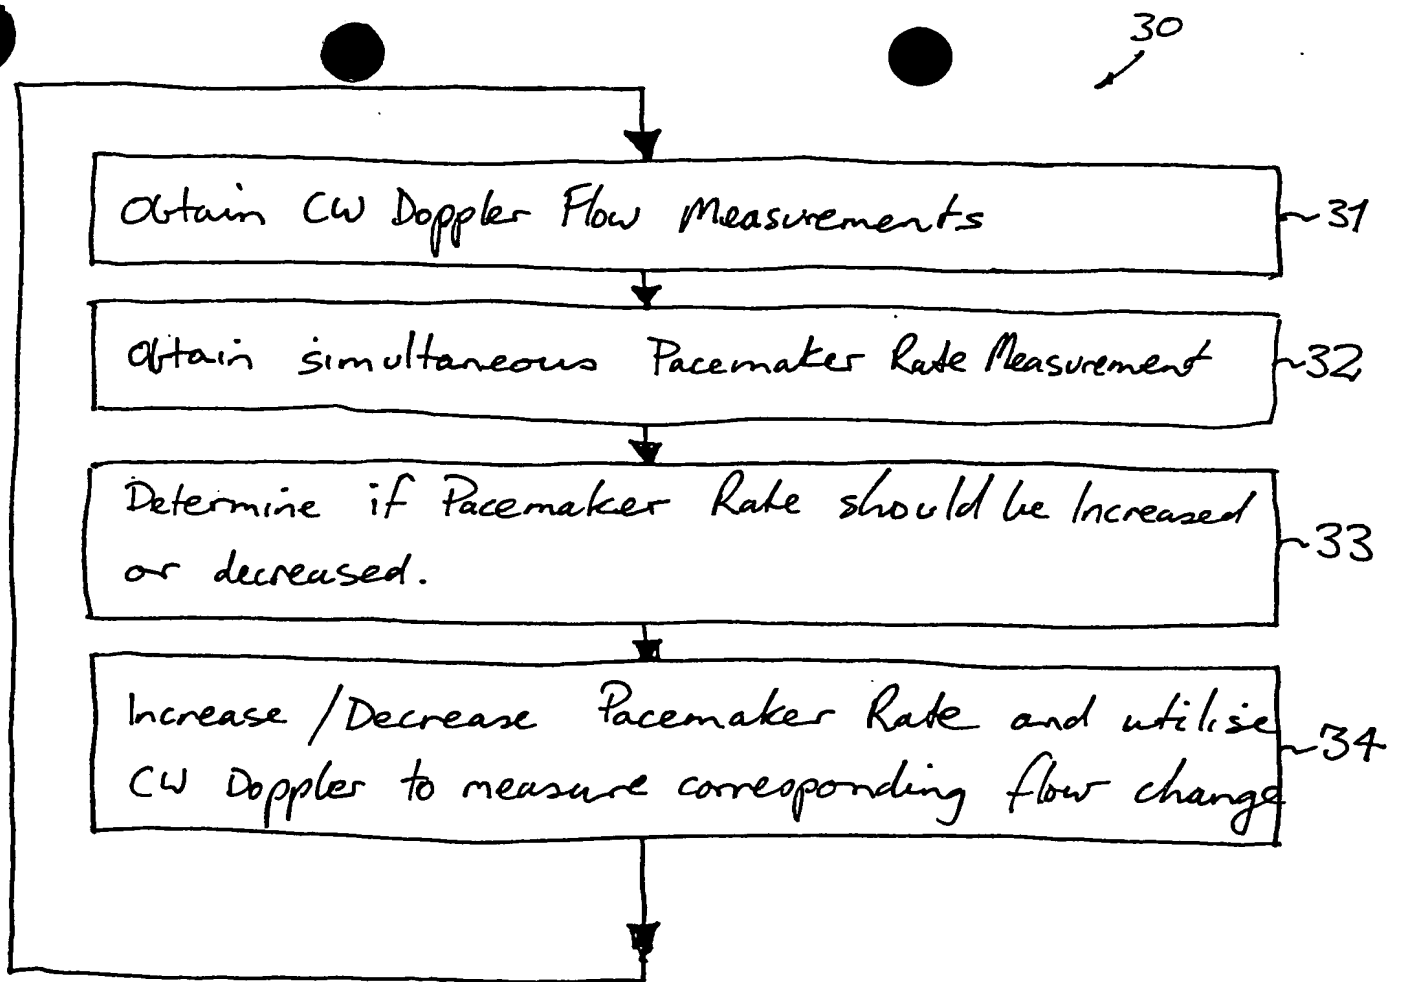 30
Obtain CW Doppler Flow Measurements
31
Obtain simultaneous Pacemaker Rate Measurement
32
Determine if Pacemaker Rate should be Increased
or decreased.
33
Increase / Decrease Pacemaker Rate and utilise
CW Doppler to measure corresponding flow change
34